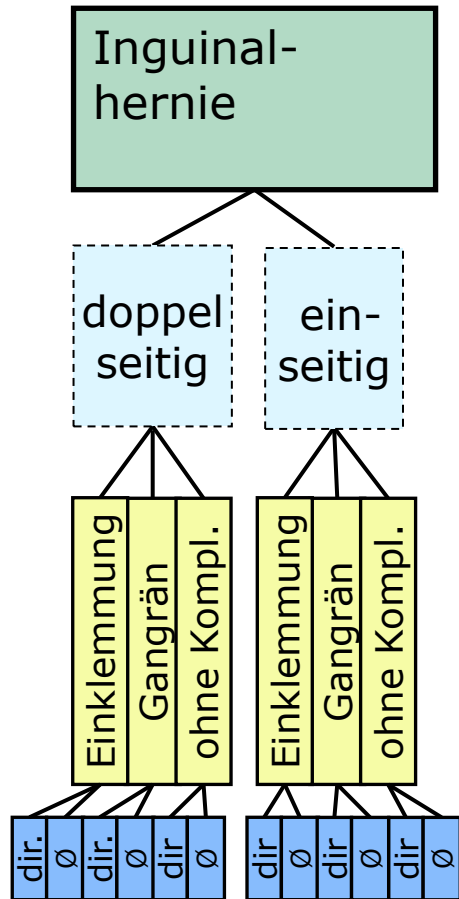 Inguinal-
hernie
doppel
seitig
ein-
seitig
Einklemmung
Gangrän
ohne Kompl.
Einklemmung
Gangrän
ohne Kompl.
dir.
Ø
dir.
Ø
dir
Ø
dir
Ø
dir
Ø
dir
Ø